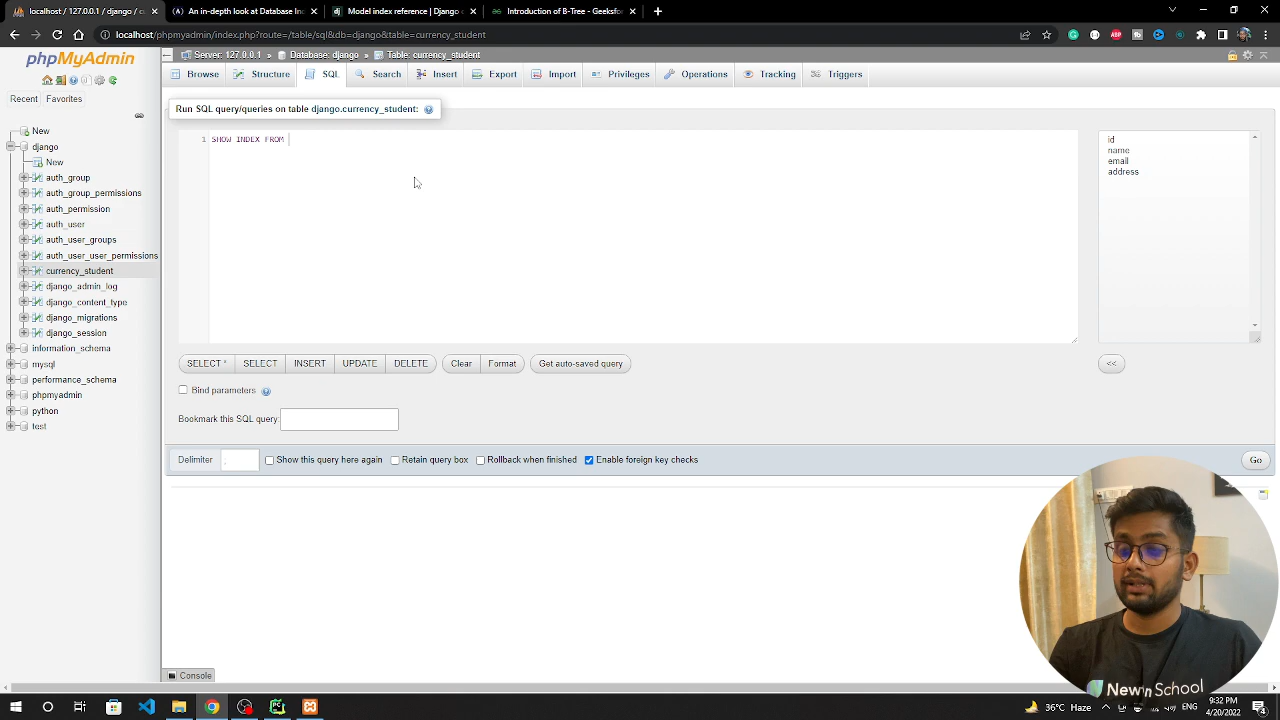 localhost / 127.0.0.1 / django / c
An in-depth look at Database Ind
Model index reference | Django d
Introduction of B-Tree - Geeksfor
localhost/phpmyadmin/index.php?route=/table/sql&db=django&table=currency_student
phpMyAdmin
Recent
Favorites
New
django
New
auth_group
auth_group_permissions
auth_permission
auth_user
auth_user_groups
auth_user_user_permissions
currency_student
django_admin_log
django_content_type
django_migrations
django_session
information_schema
mysql
performance_schema
phpmyadmin
python
test
Server: 127.0.0.1 » Database: django » Table: currency_student
Browse
Structure
SQL
Search
Insert
Export
Import
Privileges
Operations
Tracking
Triggers
Run SQL query/queries on table django.currency_student:
1 SHOW INDEX FROM
id
name
email
address
SELECT *
SELECT
INSERT
UPDATE
DELETE
Clear
Format
Get auto-saved query
<<
Bind parameters
Bookmark this SQL query:
Delimiter
;
Show this query here again
Retain query box
Rollback when finished
Enable foreign key checks
Go
Console
School
36°C Haze
ENG
9:32 PM
4/20/2022